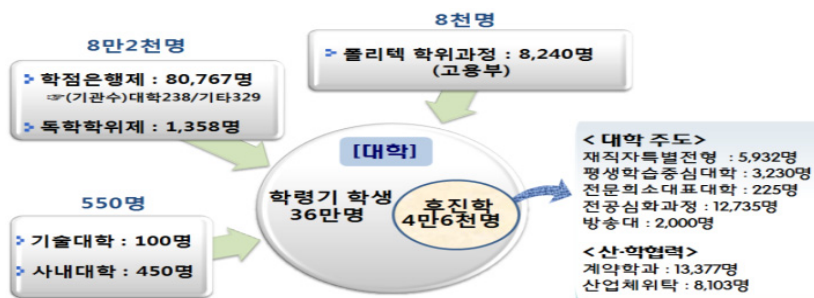 8만2천명
학점은행제 : 80,767명
☞(기관수)대학238/기타329
독학학위제 : 1,358명
8천명
폴리텍 학위과정 : 8,240명
(고용부)
550명
기술대학 : 100명
사내대학 : 450명
[대학]
학령기 학생
36만명
후진학
4만6천명
< 대학 주도>
재직자특별전형 : 5,932명
평생학습중심대학 : 3,230명
전문희소대표대학 : 225명
전공심화과정 : 12,735명
방송대 : 2,000명
<산-학협력>
계약학과 : 13,377명
산업체위탁 : 8,103명